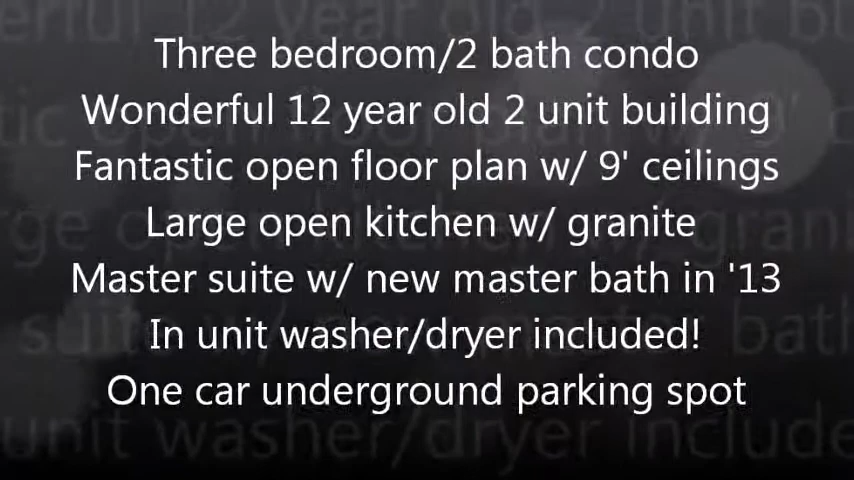 Three bedroom/2 bath condo
Wonderful 12 year old 2 unit building
Fantastic open floor plan w/ 9' ceilings
Large open kitchen w/ granite
Master suite w/ new master bath in '13
In unit washer/dryer included!
One car underground parking spot